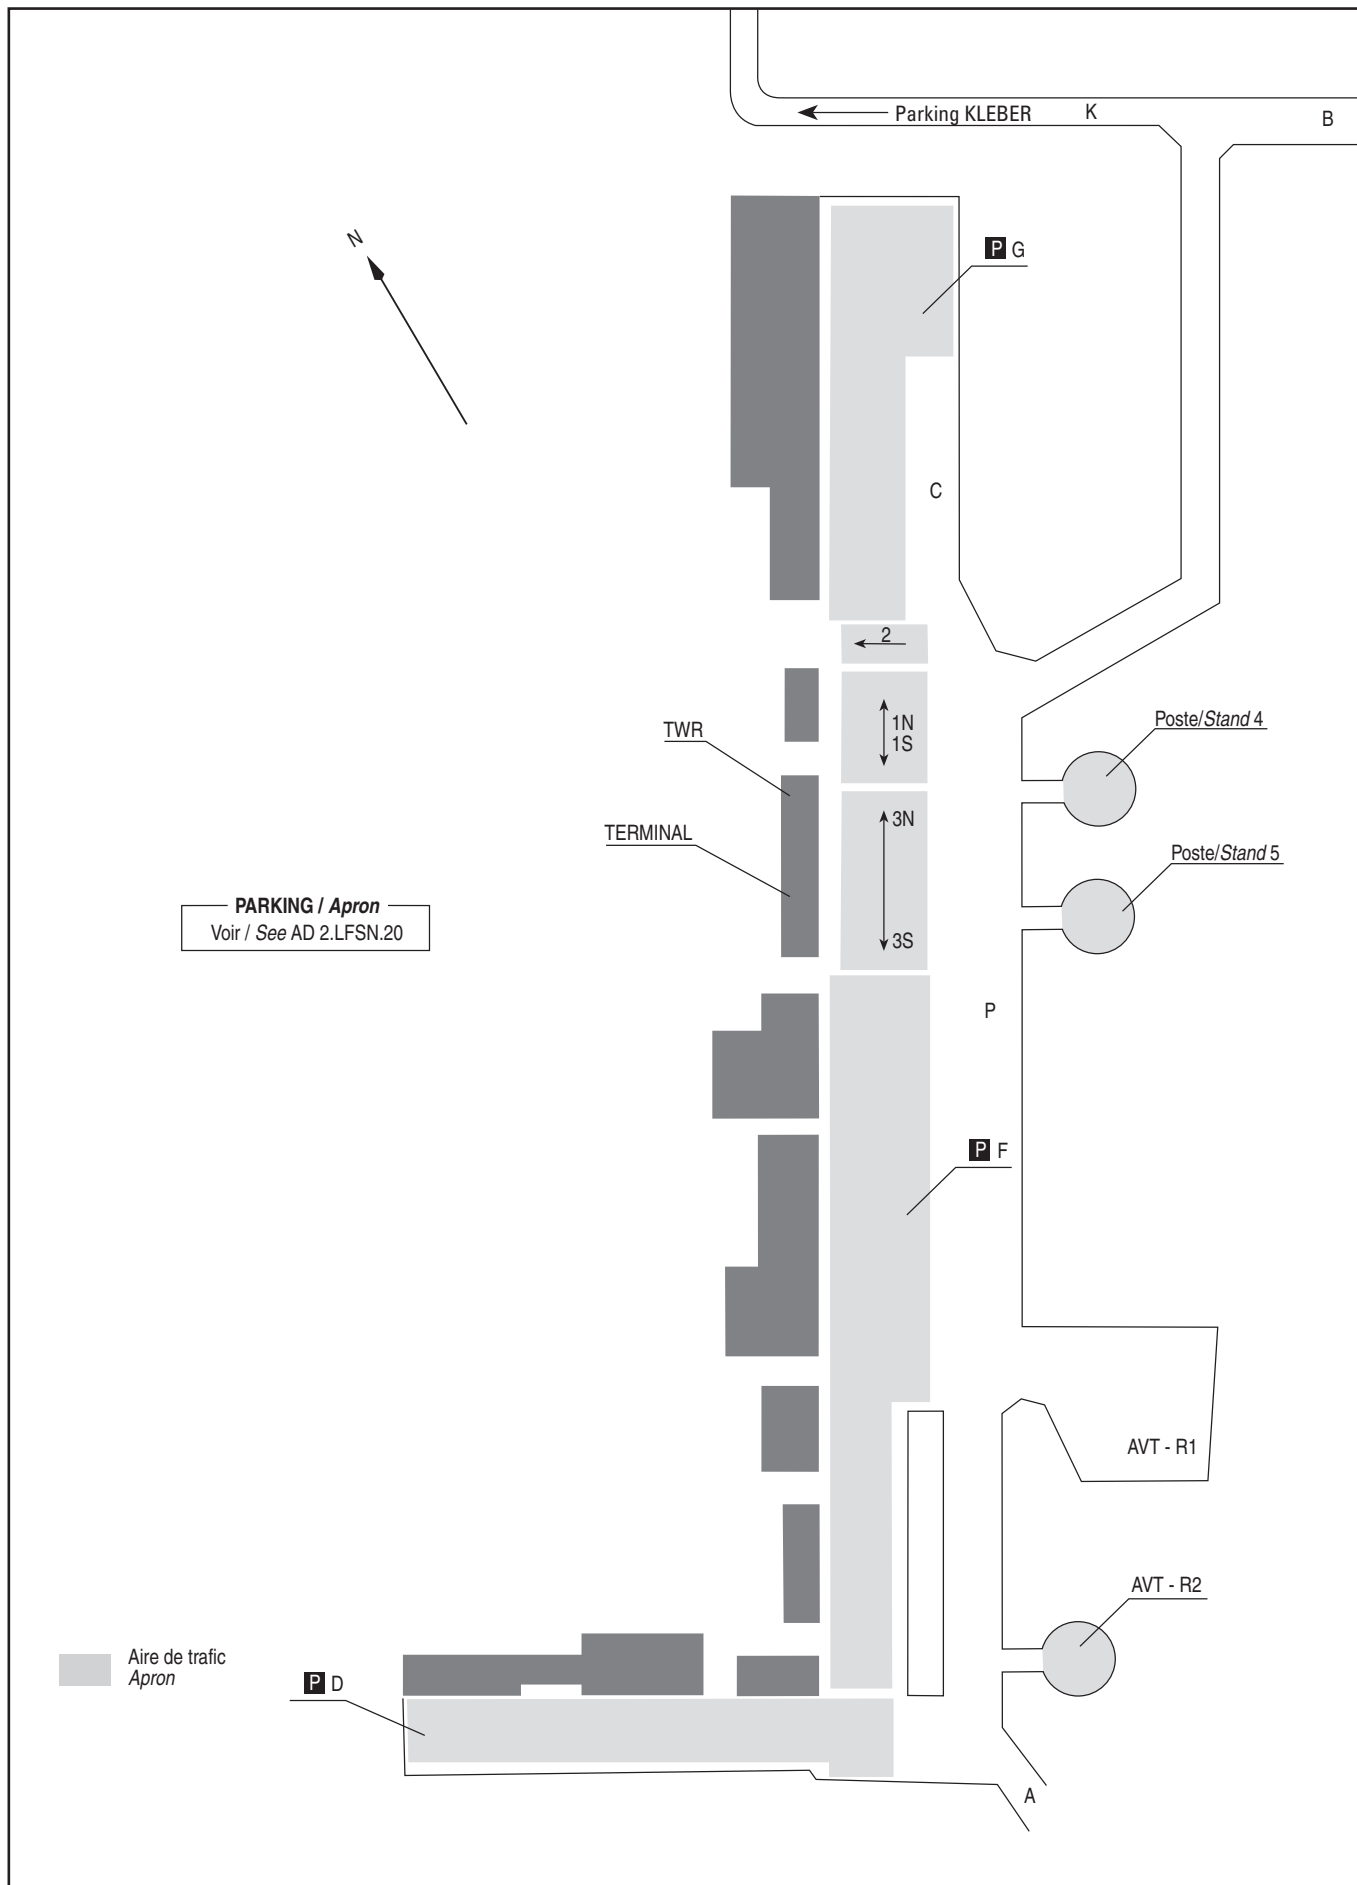 Parking KLEBER K
B
N
P G
C
2
1N
1S
TWR
Poste/Stand 4
3N
TERMINAL
Poste/Stand 5
PARKING / Apron
Voir / See AD 2.LFSN.20
3S
P
P F
AVT - R1
AVT - R2
Aire de trafic
Apron
P D
A